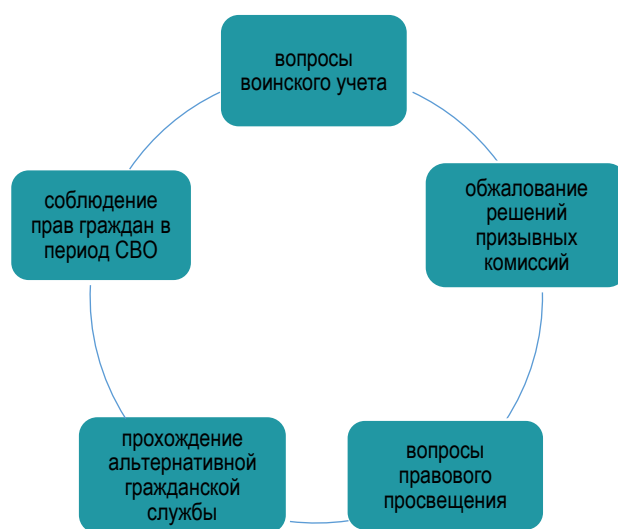 вопросы
воинского учета
обжалование
решений
призывных
комиссий
вопросы
правового
просвещения
прохождение
альтернативной
гражданской
службы
соблюдение
прав граждан в
период СВО